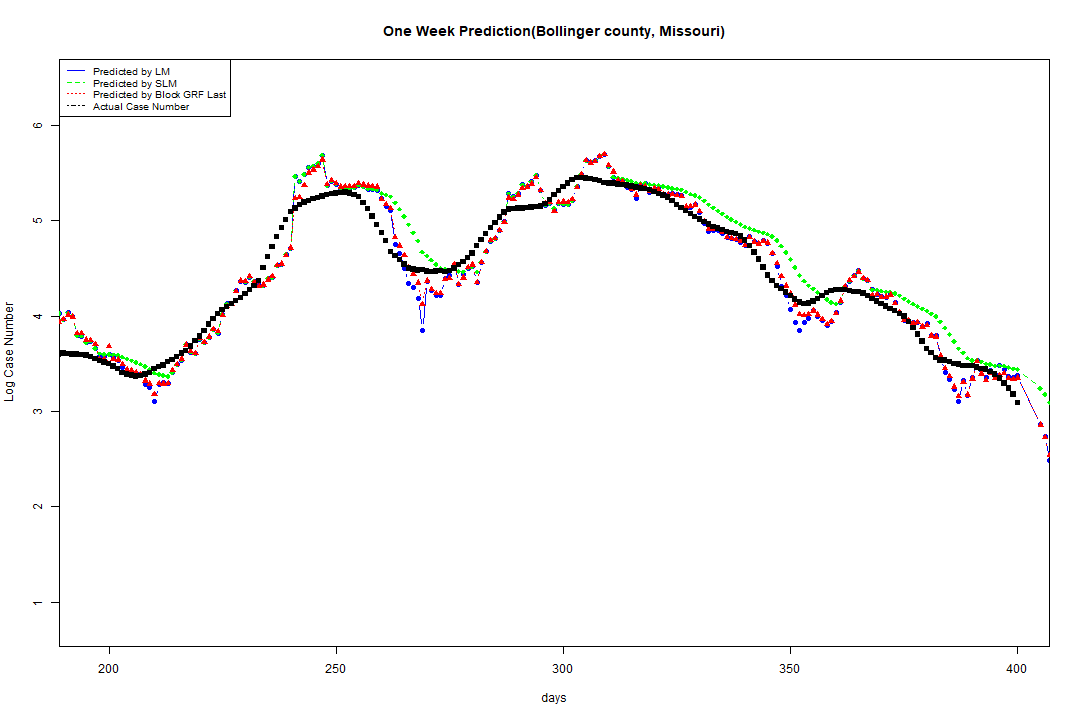 One Week Prediction(Bollinger county, Missouri)
Predicted by LM
Predicted by SLM
Predicted by Block GRF Last
Actual Case Number
6
5
4
3
2
1
Log Case Number
200
250
300
350
400
days